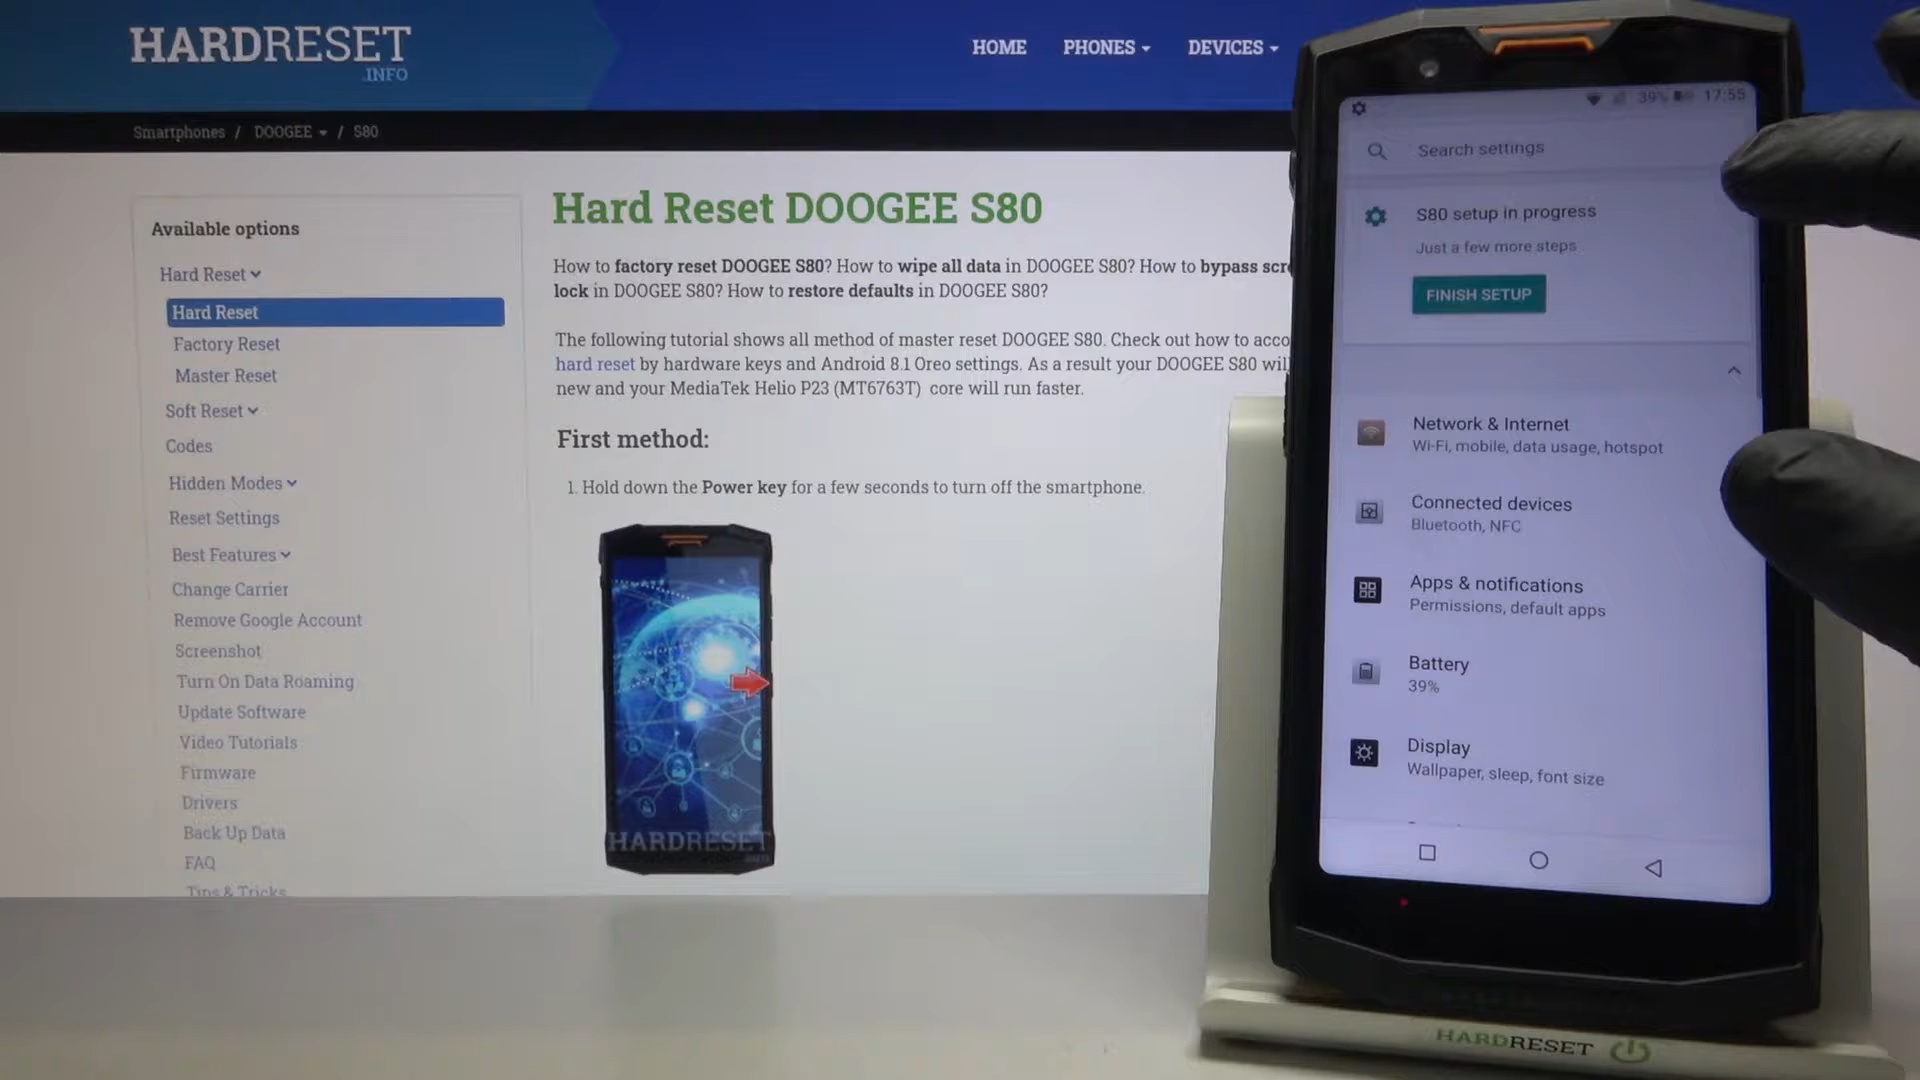 HARDRESET
.INFO
HOME PHONES DEVICES
Smartphones / DOOGEE / S80
Available options
Hard Reset
Hard Reset
Factory Reset
Master Reset
Soft Reset
Codes
Hidden Modes
Reset Settings
Best Features
Change Carrier
Remove Google Account
Screenshot
Turn On Data Roaming
Update Software
Video Tutorials
Firmware
Drivers
Back Up Data
FAQ
Tips & Tricks
Hard Reset DOOGEE S80
How to factory reset DOOGEE S80? How to wipe all data in DOOGEE S80? How to bypass
lock in DOOGEE S80? How to restore defaults in DOOGEE S80?
The following tutorial shows all method of master reset DOOGEE S80. Check out how to
hard reset by hardware keys and Android 8.1 Oreo settings. As a result your DOOGEE S80
new and your MediaTek Helio P23 (MT6763T) core will run faster.
First method:
1. Hold down the Power key for a few seconds to turn off the smartphone.
HARDRESET
39% 17:55
Search settings
S80 setup in progress
Just a few more steps
FINISH SETUP
Network & Internet
Wi-Fi, mobile, data usage, hotspot
Connected devices
Bluetooth, NFC
Apps & notifications
Permissions, default apps
Battery
39%
Display
Wallpaper, sleep, font size
HARDRESET